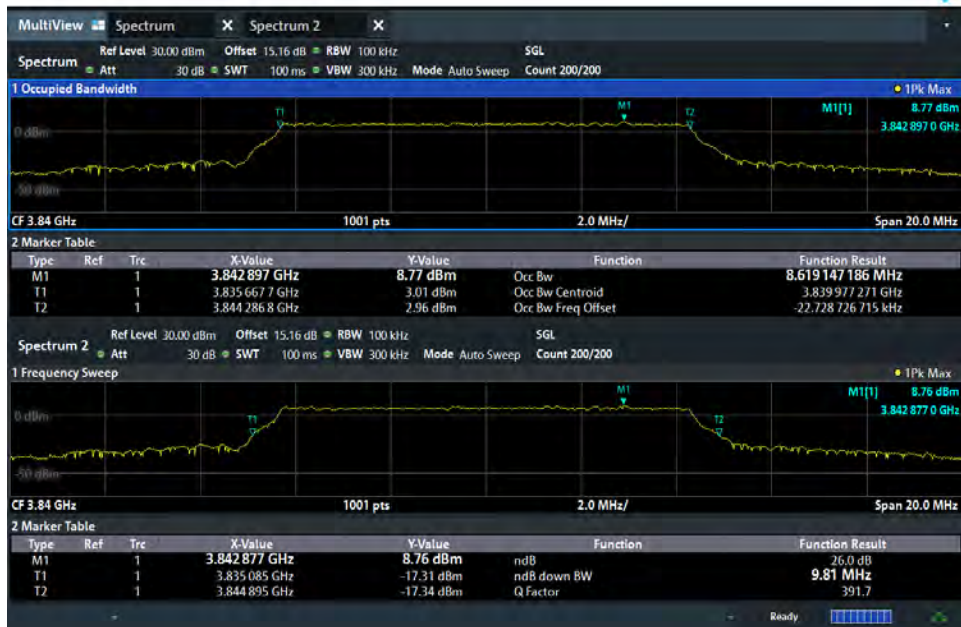 MultiView Spectrum X Spectrum 2 X
Ref Level 30.00 dBm Offset 15.16 dB RBW 100 kHz SGL
Spectrum Att 30 dB SWT 100 ms VBW 300 kHz Mode Auto Sweep Count 200/200
1 Occupied Bandwidth 1Pk Max
T1 M1 T2 M1[1] 8.77 dBm
0 dBm 3.842 897 0 GHz
-50 dBm
CF 3.84 GHz 1001 pts 2.0 MHz/ Span 20.0 MHz
2 Marker Table
Type Ref Trc X-Value Y-Value Function Function Result
M1 1 3.842 897 GHz 8.77 dBm Occ Bw 8.619 147 186 MHz
T1 1 3.835 667 7 GHz 3.01 dBm Occ Bw Centroid 3.839 977 271 GHz
T2 1 3.844 286 8 GHz 2.96 dBm Occ Bw Freq Offset -22.728 726 715 kHz
Ref Level 30.00 dBm Offset 15.16 dB RBW 100 kHz SGL
Spectrum 2 Att 30 dB SWT 100 ms VBW 300 kHz Mode Auto Sweep Count 200/200
1 Frequency Sweep 1Pk Max
M1 M1[1] 8.76 dBm
0 dBm T1 T2 3.842 877 0 GHz
-50 dBm
CF 3.84 GHz 1001 pts 2.0 MHz/ Span 20.0 MHz
2 Marker Table
Type Ref Trc X-Value Y-Value Function Function Result
M1 1 3.842 877 GHz 8.76 dBm ndB 26.0 dB
T1 1 3.835 085 GHz -17.31 dBm ndB down BW 9.81 MHz
T2 1 3.844 895 GHz -17.34 dBm Q Factor 391.7
Ready